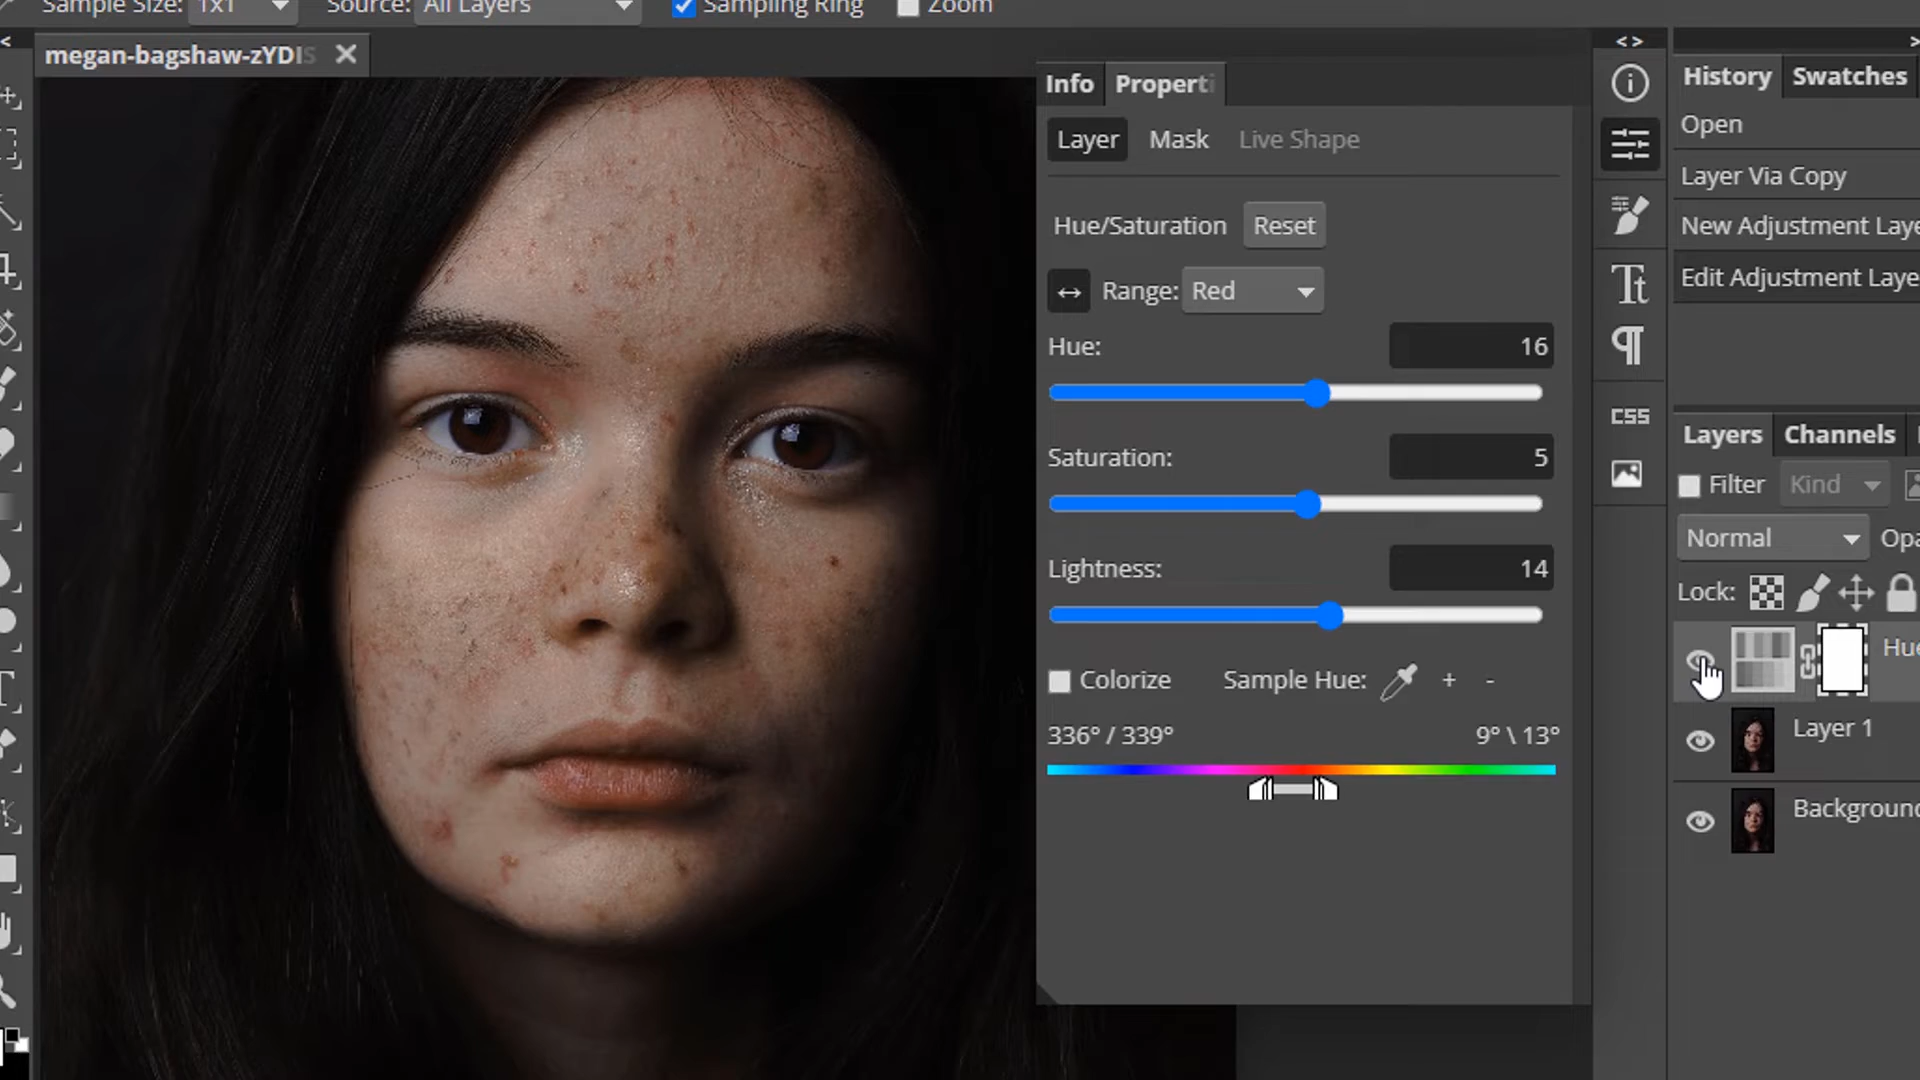 Sample Size: 1x1 Source: All Layers Sampling Ring Zoom
megan-bagshaw-zYDIS
Info Properti
Layer Mask Live Shape
Hue/Saturation Reset
Range: Red
Hue: 16
Saturation: 5
Lightness: 14
Colorize Sample Hue: + -
336° / 339° 9° \ 13°
CSS
History Swatches
Open
Layer Via Copy
New Adjustment Laye
Edit Adjustment Laye
Layers Channels
Filter Kind
Normal Opa
Lock:
Hue
Layer 1
Background